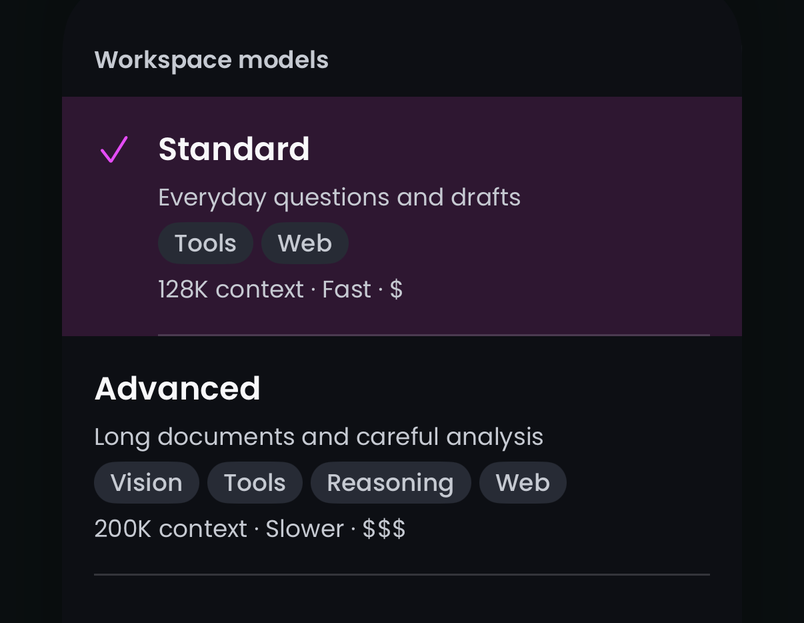 Workspace models
Standard
Everyday questions and drafts
Tools Web
128K context · Fast · $
Advanced
Long documents and careful analysis
Vision Tools Reasoning Web
200K context · Slower · $$$